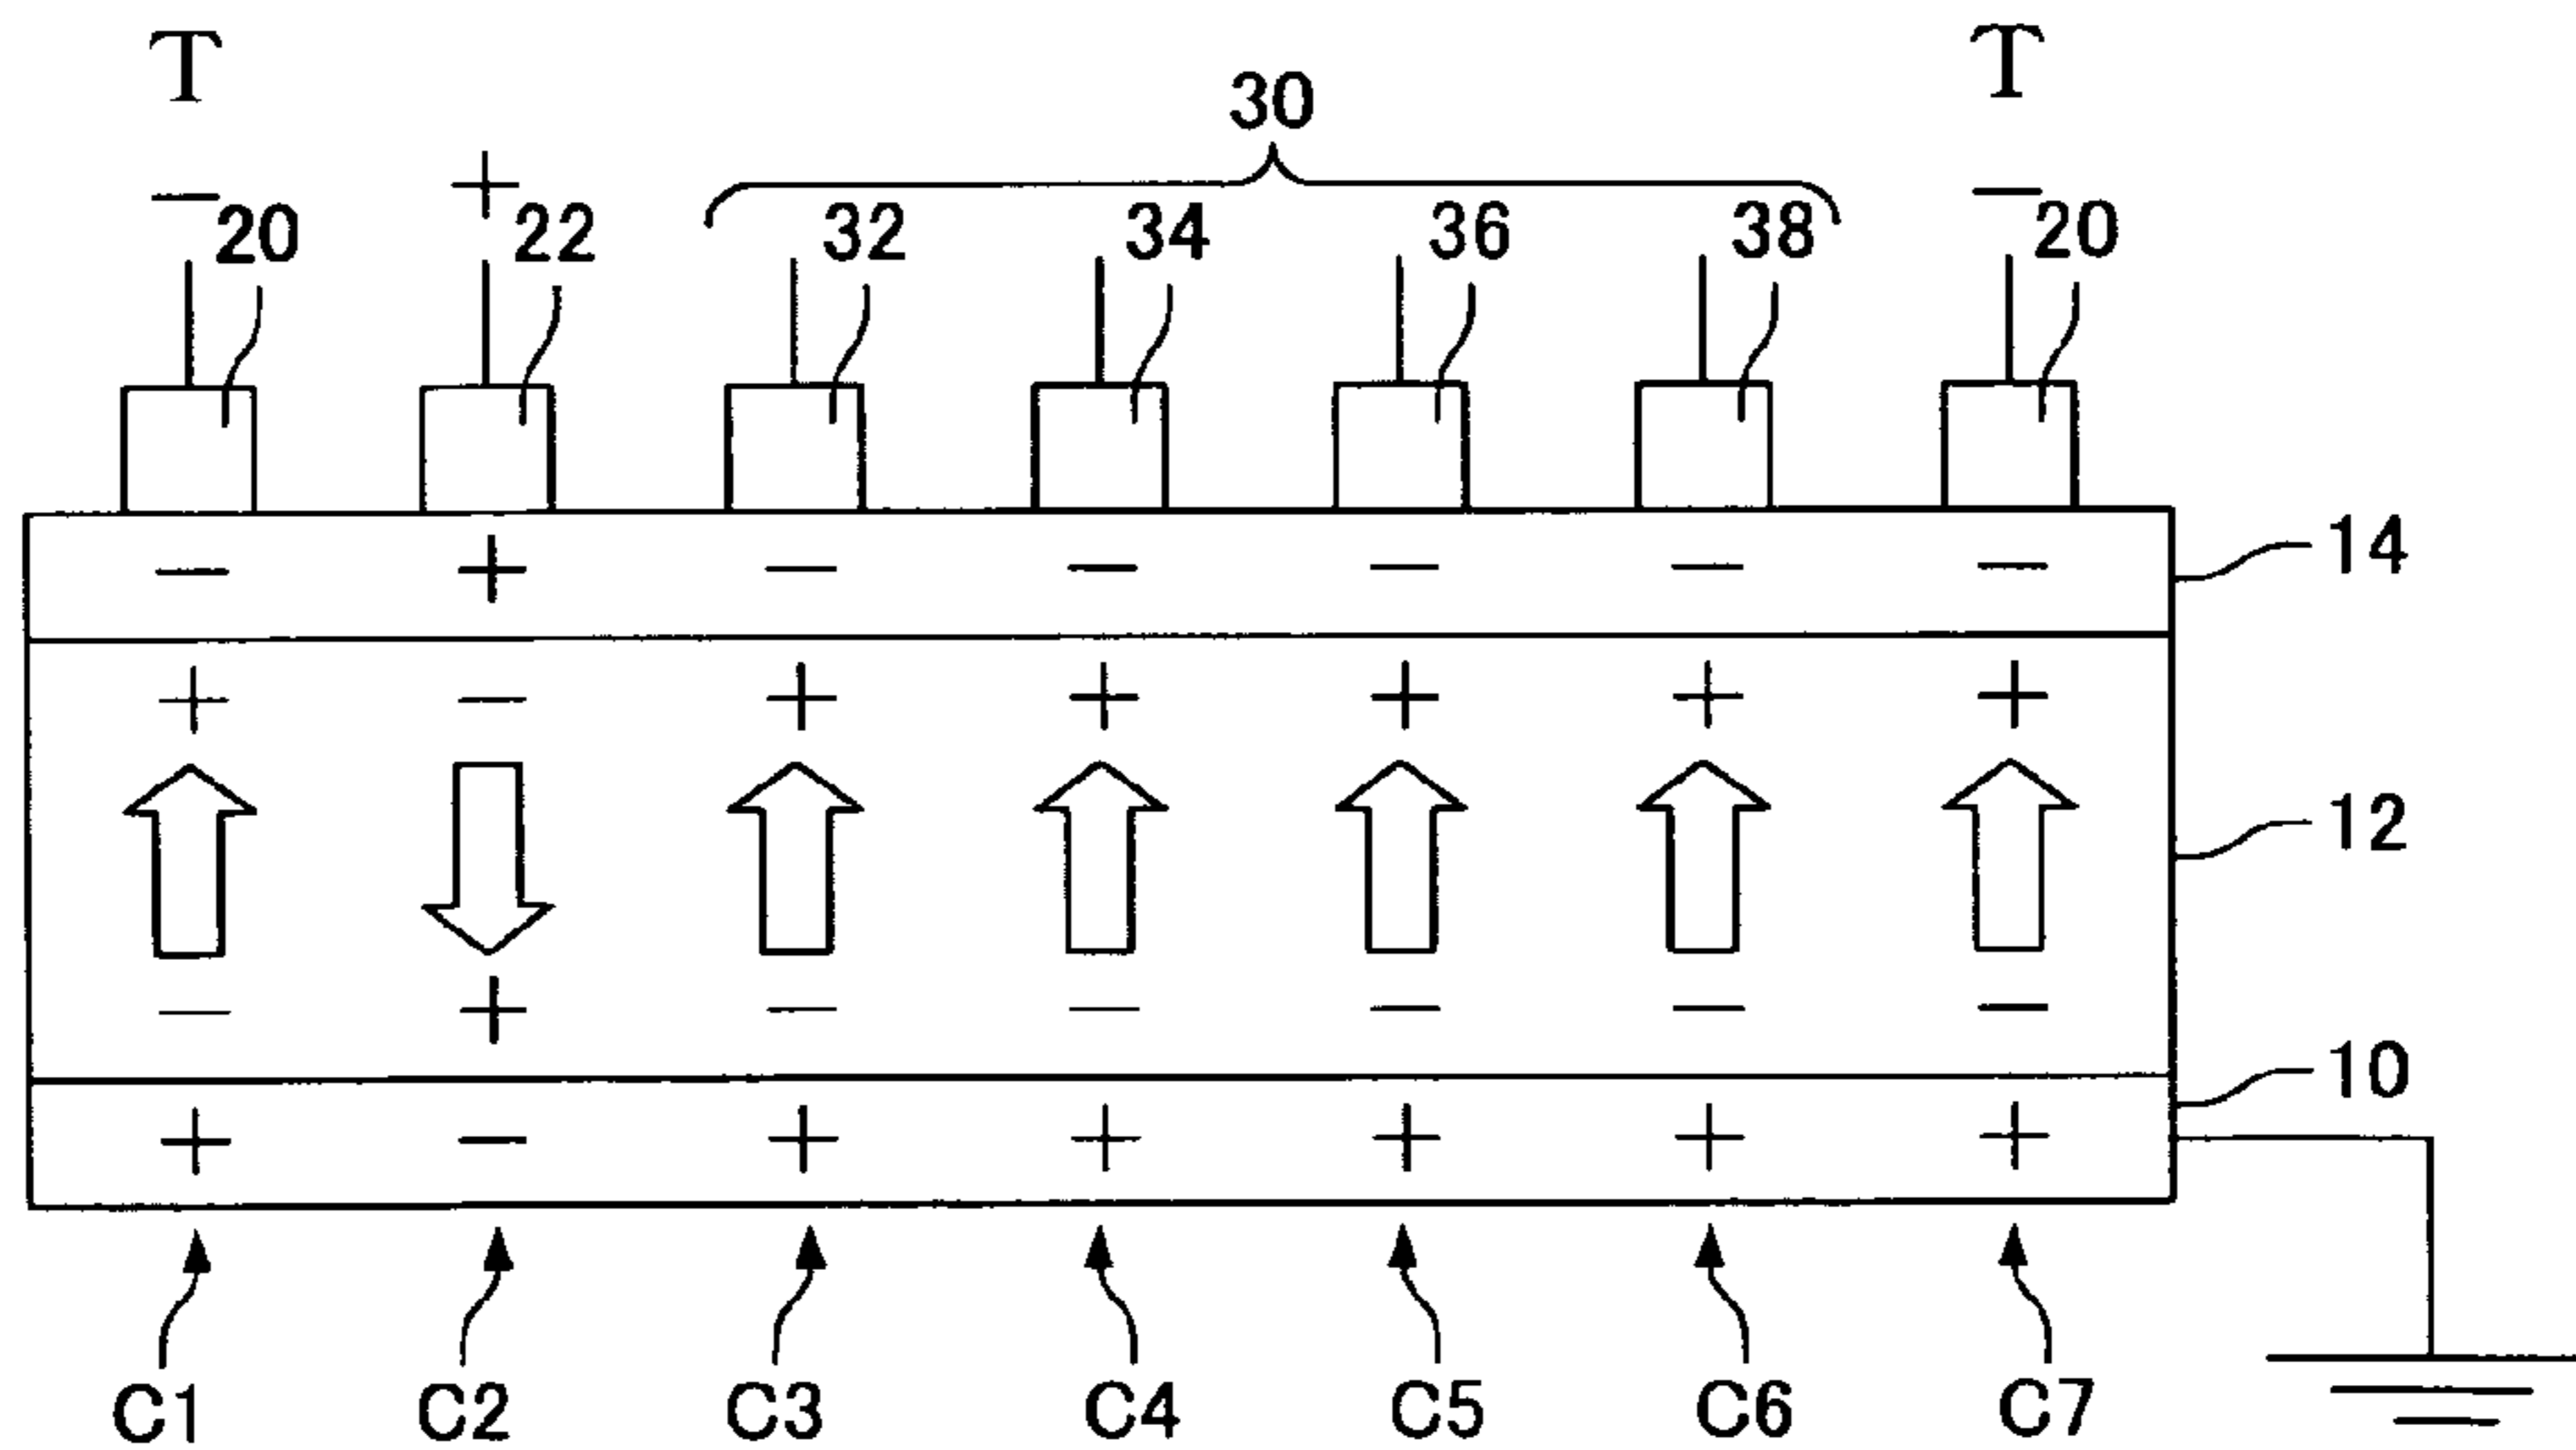 T T
30
− + −
20 22 32 34 36 38 20
− + − − − − − 14
+ − + + + + +
12
− + − − − − −
10
+ − + + + + +
C1 C2 C3 C4 C5 C6 C7